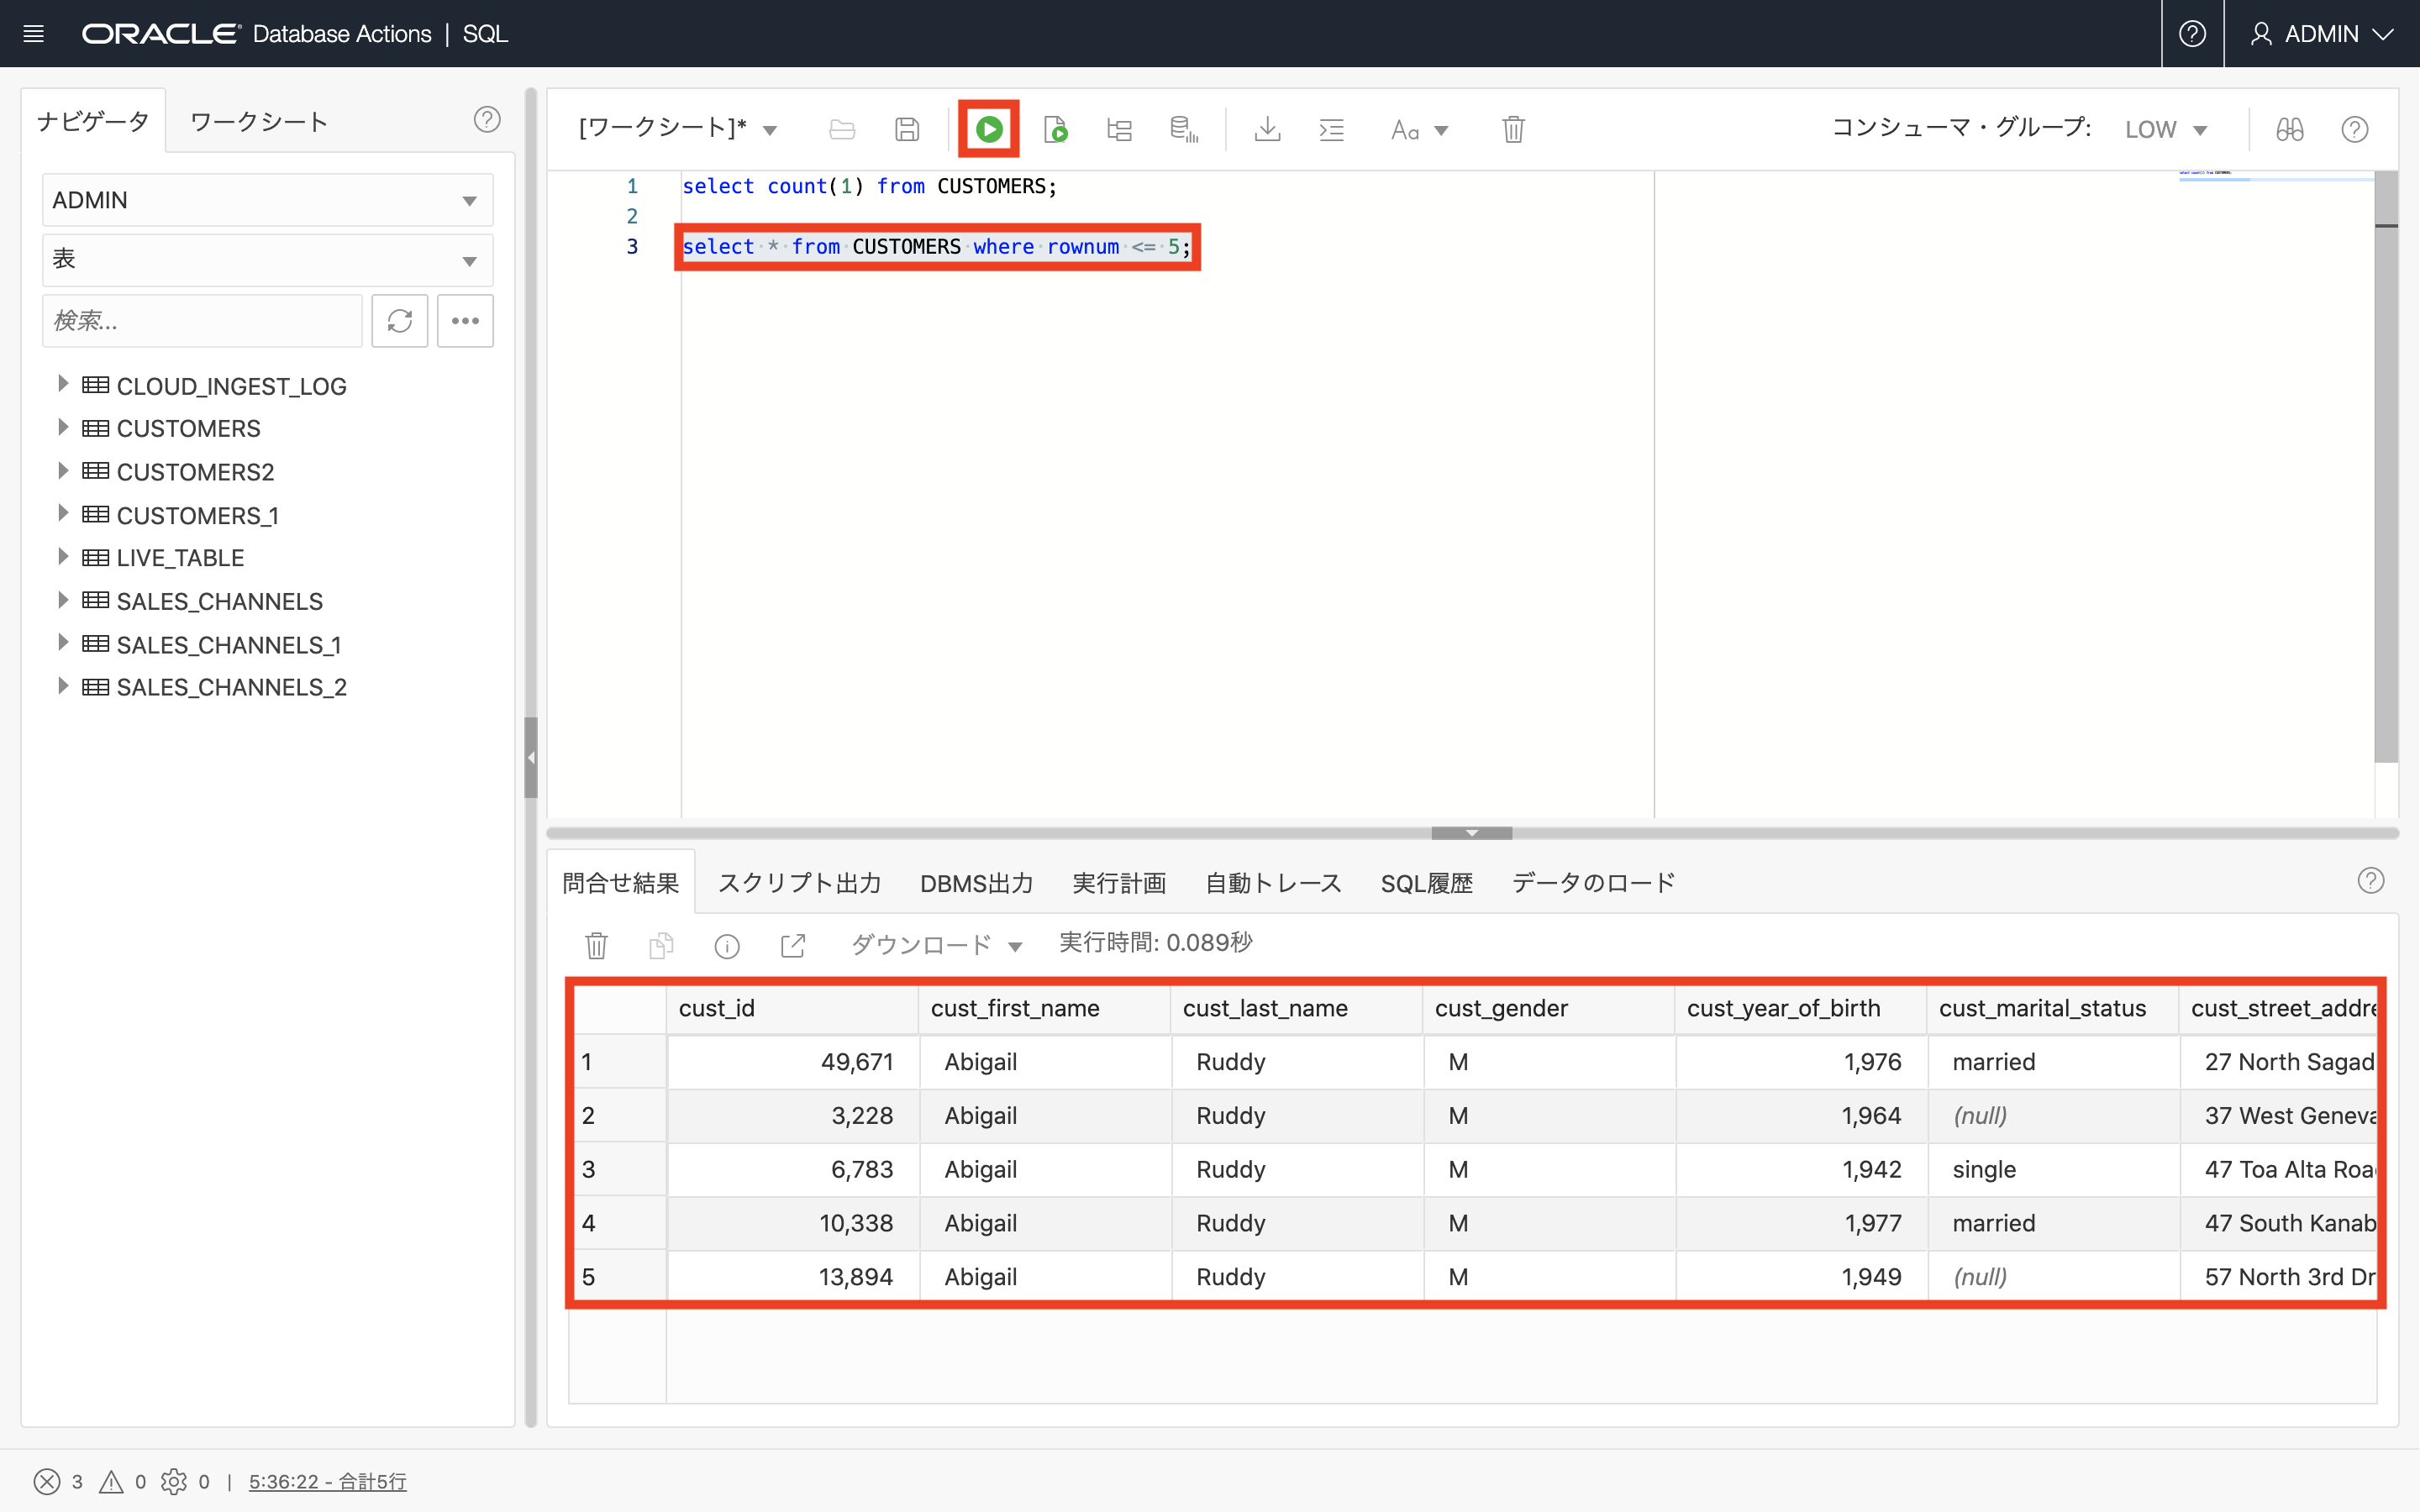 ORACLE Database Actions | SQL
ADMIN
ナビゲータ
ワークシート
ADMIN
表
検索...
CLOUD_INGEST_LOG
CUSTOMERS
CUSTOMERS2
CUSTOMERS_1
LIVE_TABLE
SALES_CHANNELS
SALES_CHANNELS_1
SALES_CHANNELS_2
[ワークシート]*
Aa
コンシューマ・グループ: LOW
1 select count(1) from CUSTOMERS;
2
3 select * from CUSTOMERS where rownum <= 5;
問合せ結果 スクリプト出力 DBMS出力 実行計画 自動トレース SQL履歴 データのロード
ダウンロード 実行時間: 0.089秒
cust_id cust_first_name cust_last_name cust_gender cust_year_of_birth cust_marital_status cust_street_addre
1 49,671 Abigail Ruddy M 1,976 married 27 North Sagad
2 3,228 Abigail Ruddy M 1,964 (null) 37 West Geneva
3 6,783 Abigail Ruddy M 1,942 single 47 Toa Alta Roa
4 10,338 Abigail Ruddy M 1,977 married 47 South Kanab
5 13,894 Abigail Ruddy M 1,949 (null) 57 North 3rd Dr
3 0 0 | 5:36:22 - 合計5行